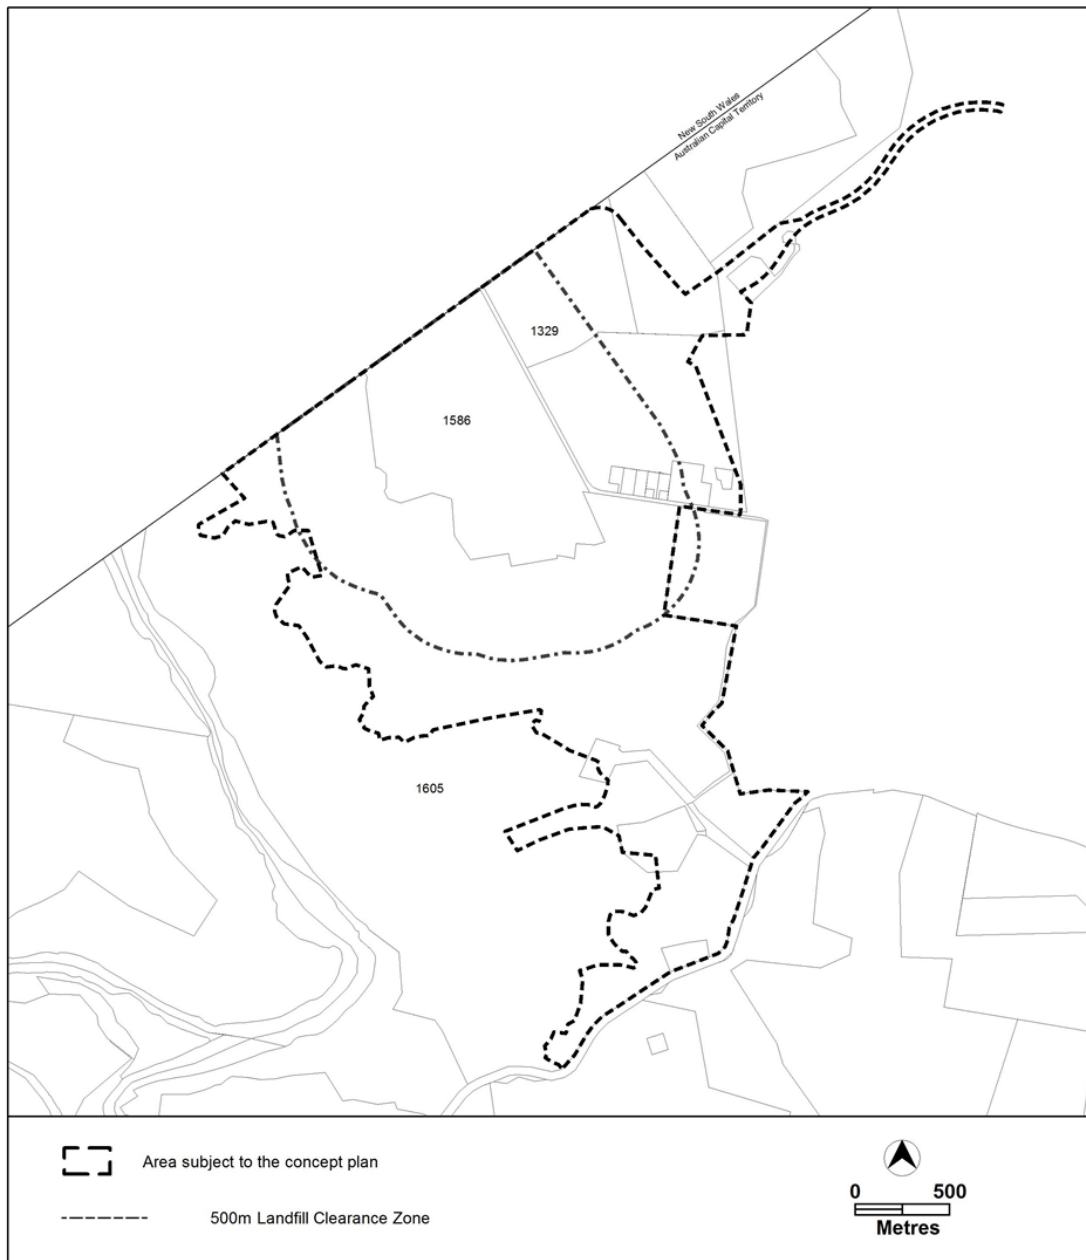 New South Wales
Australian Capital Territory
1329
1586
1605
Area subject to the concept plan
500m Landfill Clearance Zone
0 500
Metres